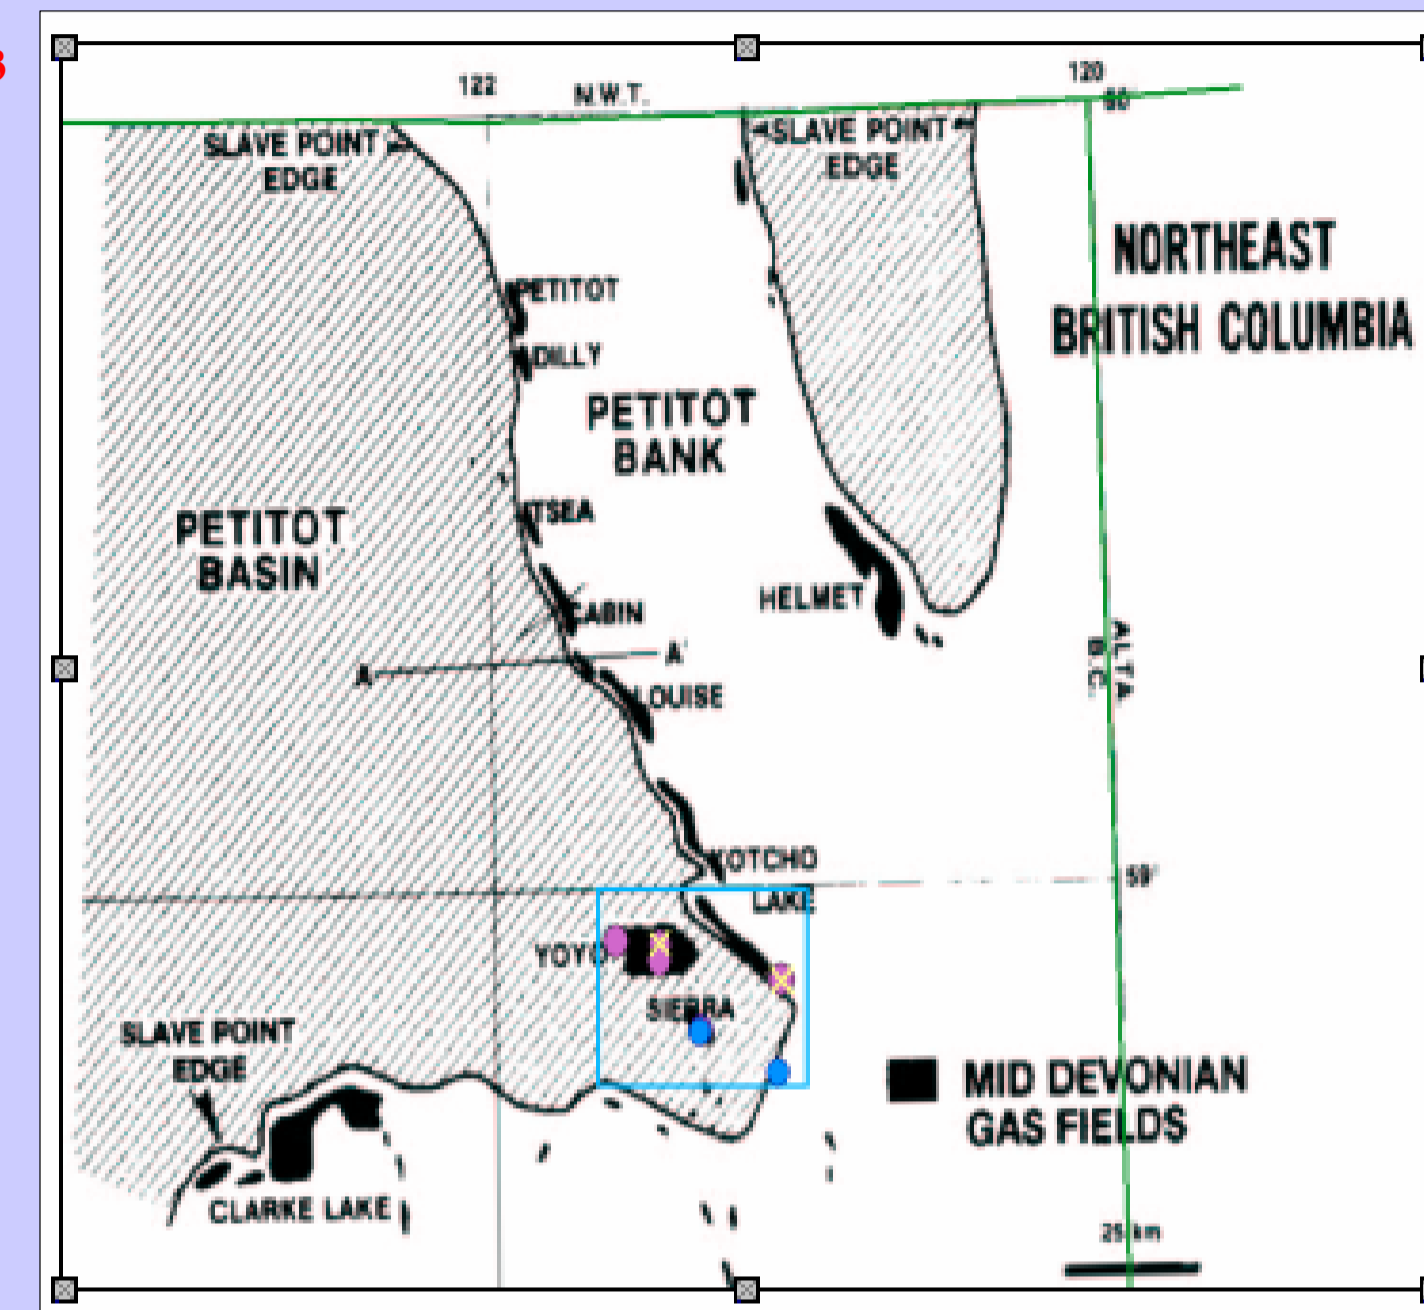 122
120
N.W.T.
60°
SLAVE POINT
EDGE
SLAVE POINT
EDGE
NORTHEAST
BRITISH COLUMBIA
PETITOT
DILLY
PETITOT
BANK
TSEA
PETITOT
BASIN
CABIN
HELMET
A
A'
ALTA
B.C.
LOUISE
KOTCHO
LAKE
59°
YOYO
SIERRA
SLAVE POINT
EDGE
MID DEVONIAN
GAS FIELDS
CLARKE LAKE
25 km